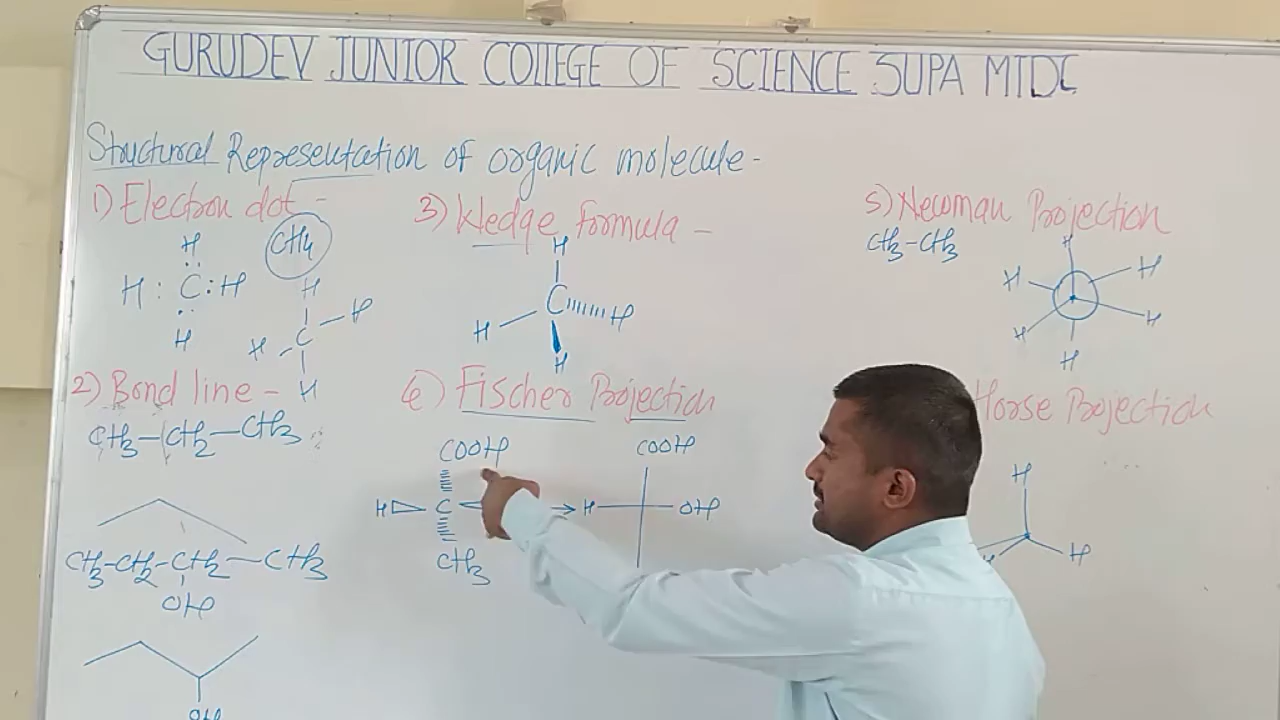 GURUDEV JUNIOR COLLEGE OF SCIENCE SUPA MIDC
Structural Representation of organic molecule-
1) Electron dot -
CH4
H
H : C : H
H
H
C
H
H
H
2) Bond line -
CH3-CH2-CH3
CH3-CH2-CH2-CH3
OH
OH
3) Wedge formula -
H
C
H
H
H
4) Fischer Projection
COOH
H
C
CH3
COOH
H
OH
5) Newman Projection
CH3-CH3
H
H
H
H
H
H
Horse Projection
H
H